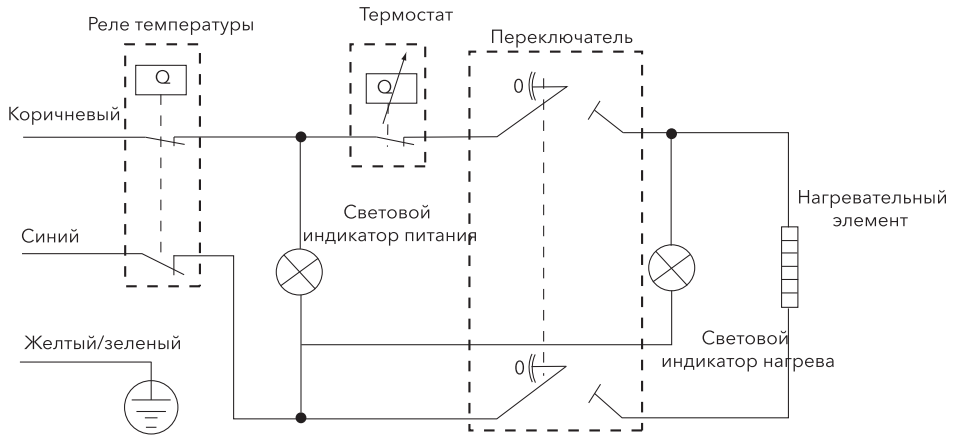 Реле температуры
Термостат
Переключатель
Q
Q
0
Коричневый
Световой
индикатор питания
Нагревательный
элемент
Синий
Желтый/зеленый
Световой
индикатор нагрева
0